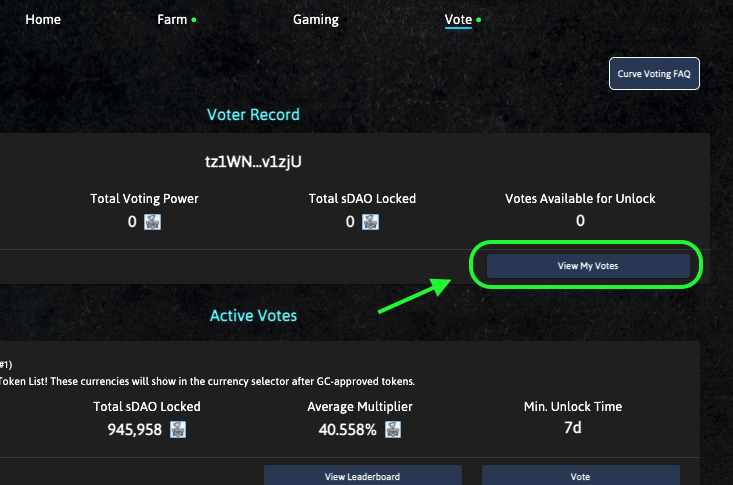 Home Farm Gaming Vote
Curve Voting FAQ
Voter Record
tz1WN...v1zjU
Total Voting Power Total sDAO Locked Votes Available for Unlock
0 0 0
View My Votes
Active Votes
#1)
Token List! These currencies will show in the currency selector after GC-approved tokens.
Total sDAO Locked Average Multiplier Min. Unlock Time
945,958 40.558% 7d
View Leaderboard Vote